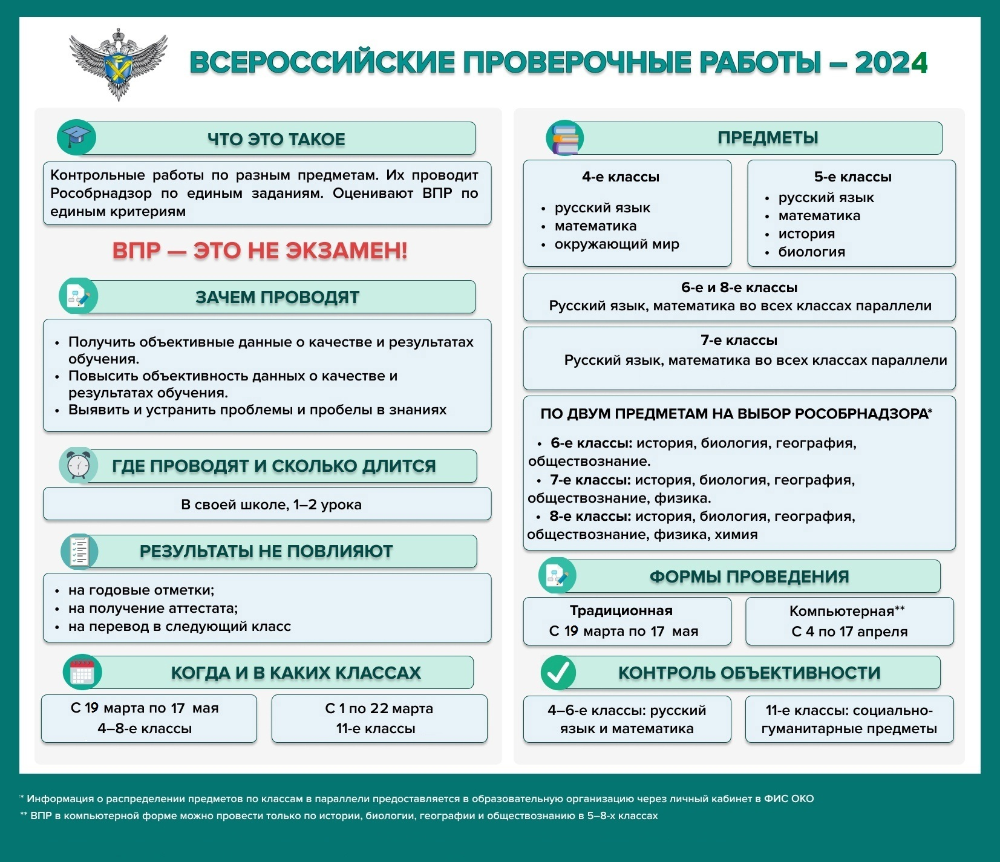 ВСЕРОССИЙСКИЕ ПРОВЕРОЧНЫЕ РАБОТЫ – 2024
ЧТО ЭТО ТАКОЕ
Контрольные работы по разным предметам. Их проводит
Рособрнадзор по единым заданиям. Оценивают ВПР по
единым критериям
ВПР — ЭТО НЕ ЭКЗАМЕН!
ЗАЧЕМ ПРОВОДЯТ
• Получить объективные данные о качестве и результатах
обучения.
• Повысить объективность данных о качестве и
результатах обучения.
• Выявить и устранить проблемы и пробелы в знаниях
ГДЕ ПРОВОДЯТ И СКОЛЬКО ДЛИТСЯ
В своей школе, 1–2 урока
РЕЗУЛЬТАТЫ НЕ ПОВЛИЯЮТ
• на годовые отметки;
• на получение аттестата;
• на перевод в следующий класс
КОГДА И В КАКИХ КЛАССАХ
С 19 марта по 17 мая
4–8-е классы
С 1 по 22 марта
11-е классы
ПРЕДМЕТЫ
4-е классы
• русский язык
• математика
• окружающий мир
5-е классы
• русский язык
• математика
• история
• биология
6-е и 8-е классы
Русский язык, математика во всех классах параллели
7-е классы
Русский язык, математика во всех классах параллели
ПО ДВУМ ПРЕДМЕТАМ НА ВЫБОР РОСОБРНАДЗОРА*
• 6-е классы: история, биология, география,
обществознание.
• 7-е классы: история, биология, география,
обществознание, физика.
• 8-е классы: история, биология, география,
обществознание, физика, химия
ФОРМЫ ПРОВЕДЕНИЯ
Традиционная
С 19 марта по 17 мая
Компьютерная**
С 4 по 17 апреля
КОНТРОЛЬ ОБЪЕКТИВНОСТИ
4–6-е классы: русский
язык и математика
11-е классы: социально-
гуманитарные предметы
* Информация о распределении предметов по классам в параллели предоставляется в образовательную организацию через личный кабинет в ФИС ОКО
** ВПР в компьютерной форме можно провести только по истории, биологии, географии и обществознанию в 5–8-х классах